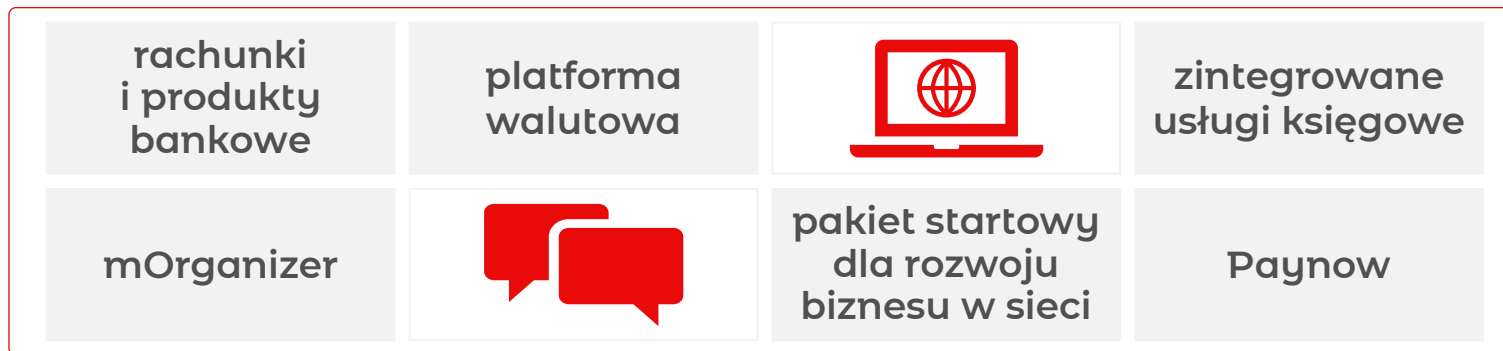 rachunki
i produkty
bankowe
platforma
walutowa
zintegrowane
usługi księgowe
mOrganizer
pakiet startowy
dla rozwoju
biznesu w sieci
Paynow